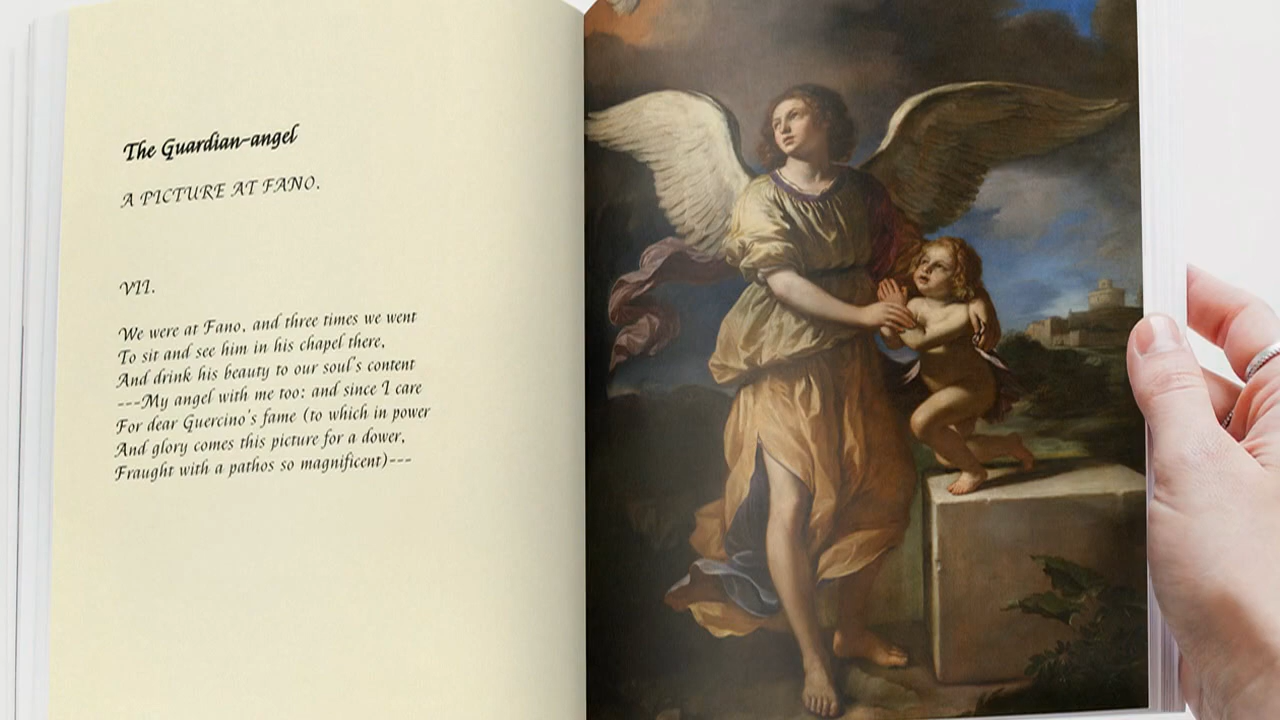 The Guardian-angel
A PICTURE AT FANO.
VII.
We were at Fano, and three times we went
To sit and see him in his chapel there,
And drink his beauty to our soul's content
---My angel with me too: and since I care
For dear Guercino's fame (to which in power
And glory comes this picture for a dower,
Fraught with a pathos so magnificent)---